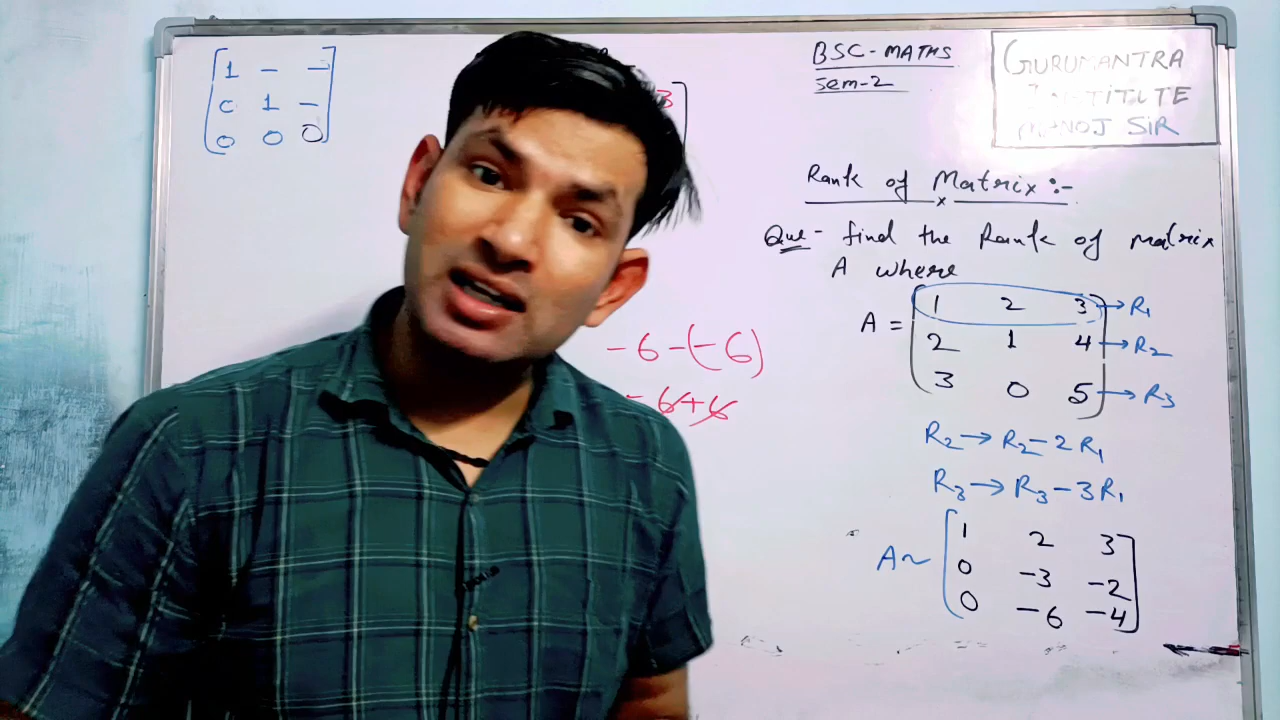 1 - -
0 1 -
0 0 0
3
-6-(-6)
-6+6
BSC-MATHS
Sem-2
GURUMANTRA
INSTITUTE
MANOJ SIR
Rank of Matrix:-
Que- find the Rank of matrix
A where
A = [1 2 3] → R₁
2 1 4 → R₂
3 0 5 → R₃
R₂ → R₂ - 2R₁
R₃ → R₃ - 3R₁
A ~ [1 2 3]
0 -3 -2
0 -6 -4